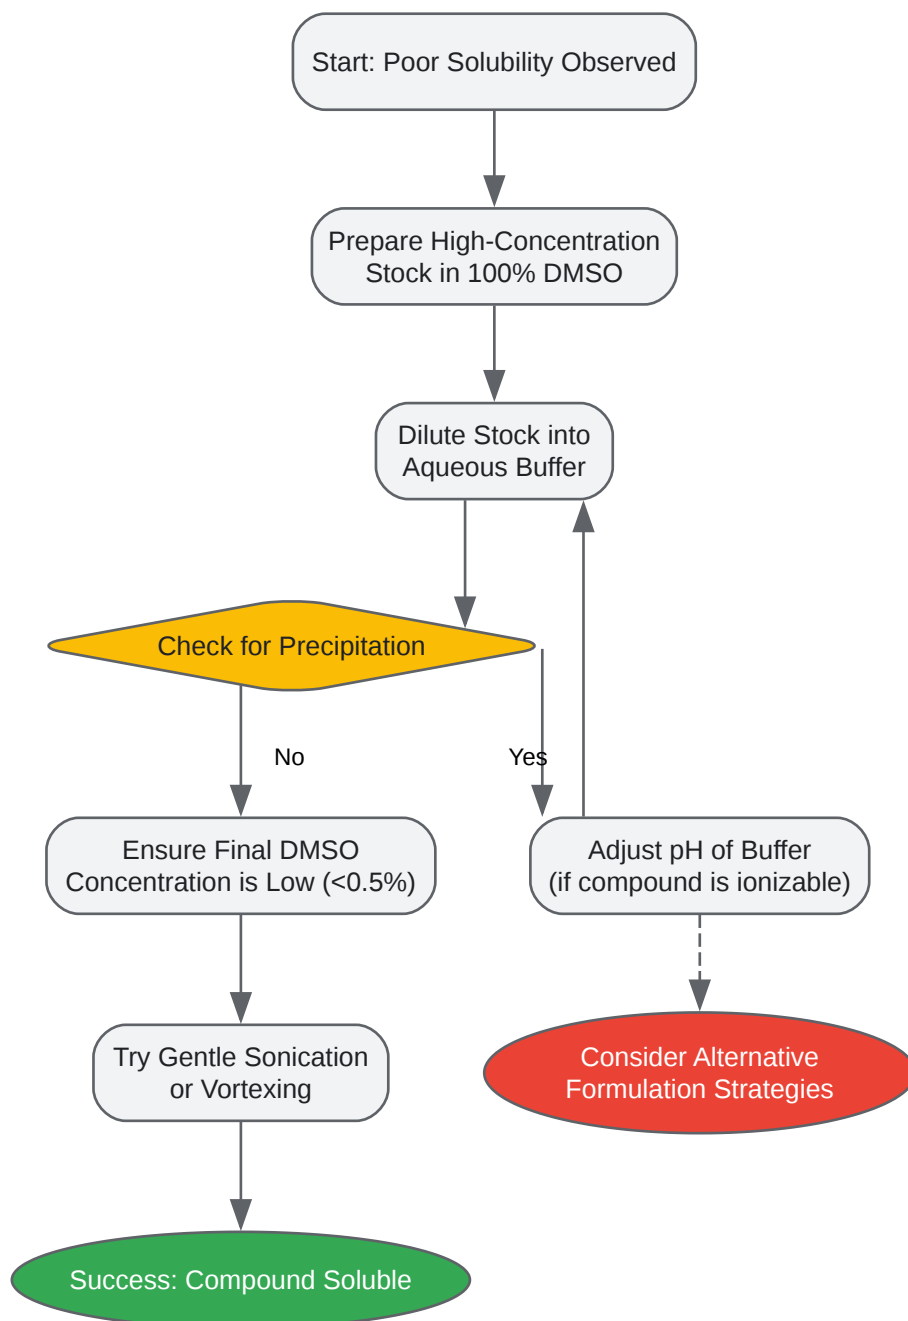 Start: Poor Solubility Observed
Prepare High-Concentration
Stock in 100% DMSO
Dilute Stock into
Aqueous Buffer
Check for Precipitation
No
Yes
Ensure Final DMSO
Concentration is Low (<0.5%)
Adjust pH of Buffer
(if compound is ionizable)
Try Gentle Sonication
or Vortexing
Consider Alternative
Formulation Strategies
Success: Compound Soluble